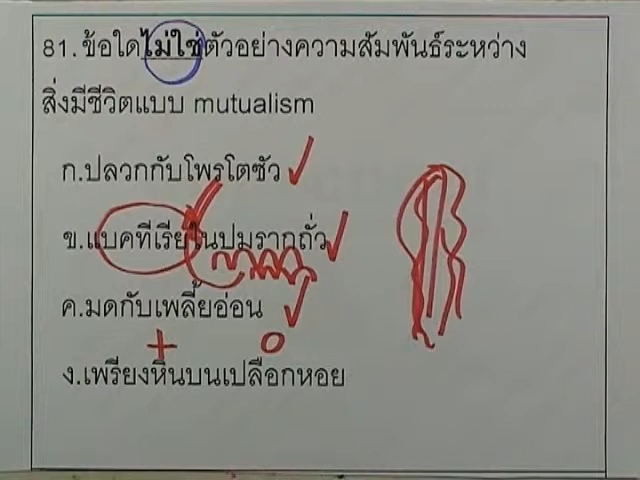 81.ข้อใดไม่ใช่ตัวอย่างความสัมพันธ์ระหว่าง
สิ่งมีชีวิตแบบ mutualism
ก.ปลวกกับโพรโตซัว
ข.แบคทีเรียในปมรากถั่ว
ค.มดกับเพลี้ยอ่อน
+ 0
ง.เพรียงหินบนเปลือกหอย